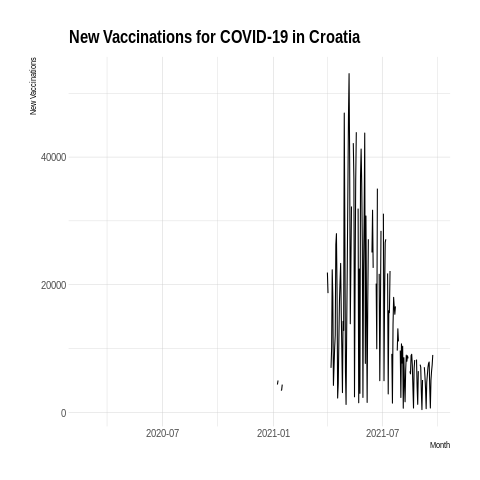 New Vaccinations for COVID-19 in Croatia
New Vaccinations
40000
20000
0
2020-07 2021-01 2021-07
Month